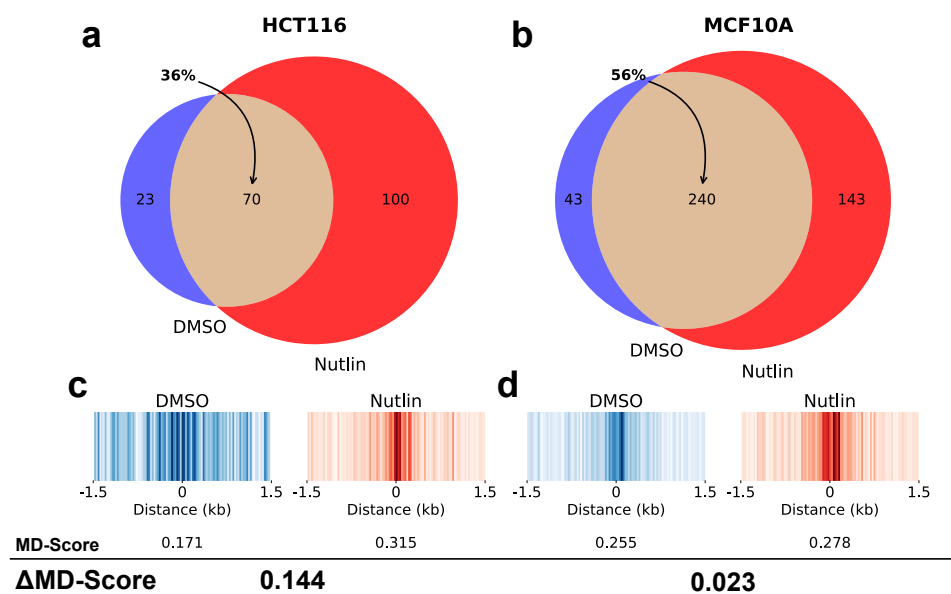 a
HCT116
36%
23
70
100
DMSO
Nutlin
b
MCF10A
56%
43
240
143
DMSO
Nutlin
c
DMSO
-1.5 0 1.5
Distance (kb)
Nutlin
-1.5 0 1.5
Distance (kb)
d
DMSO
-1.5 0 1.5
Distance (kb)
Nutlin
-1.5 0 1.5
Distance (kb)
MD-Score 0.171 0.315 0.255 0.278
ΔMD-Score 0.144 0.023